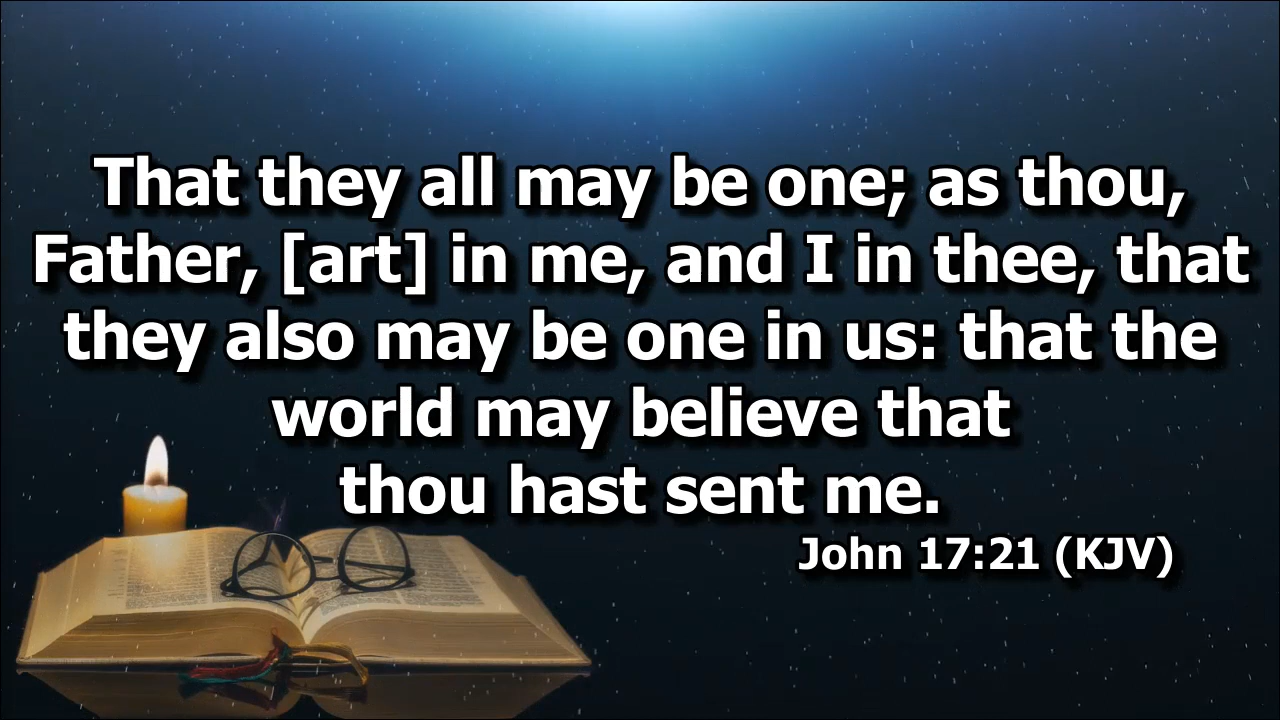 That they all may be one; as thou,
Father, [art] in me, and I in thee, that
they also may be one in us: that the
world may believe that
thou hast sent me.
John 17:21 (KJV)